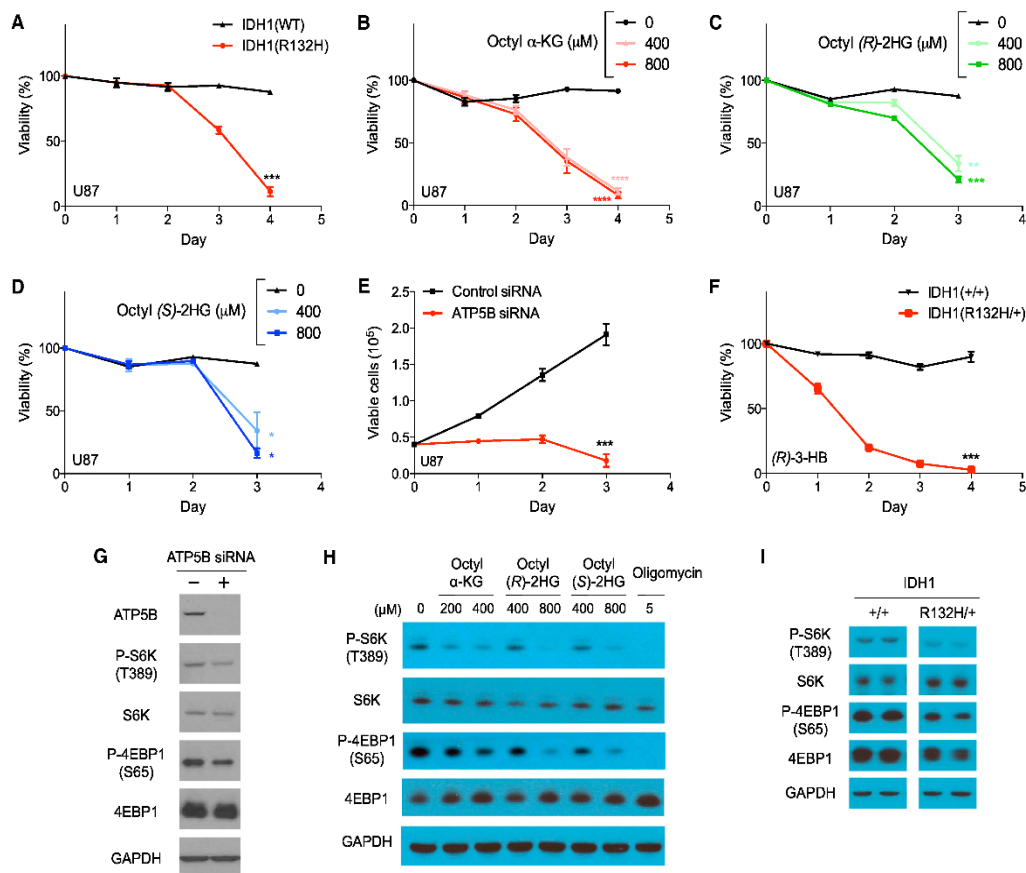 A
IDH1(WT)
IDH1(R132H)
Viability (%)
100
50
0
0 1 2 3 4 5
Day
U87
***
B
Octyl α-KG (μM)
0
400
800
Viability (%)
100
50
0
0 1 2 3 4 5
Day
U87
****
****
C
Octyl (R)-2HG (μM)
0
400
800
Viability (%)
100
50
0
0 1 2 3 4
Day
U87
**
***
D
Octyl (S)-2HG (μM)
0
400
800
Viability (%)
100
50
0
0 1 2 3 4
Day
U87
*
*
E
Control siRNA
ATP5B siRNA
Viable cells (10⁵)
2.5
2.0
1.5
1.0
0.5
0.0
0 1 2 3 4
Day
U87
***
F
IDH1(+/+)
IDH1(R132H/+)
Viability (%)
100
50
0
0 1 2 3 4 5
Day
(R)-3-HB
***
G
ATP5B siRNA
− +
ATP5B
P-S6K
(T389)
S6K
P-4EBP1
(S65)
4EBP1
GAPDH
H
Octyl
α-KG
Octyl
(R)-2HG
Octyl
(S)-2HG
Oligomycin
(μM) 0 200 400 400 800 400 800 5
P-S6K
(T389)
S6K
P-4EBP1
(S65)
4EBP1
GAPDH
I
IDH1
+/+ R132H/+
P-S6K
(T389)
S6K
P-4EBP1
(S65)
4EBP1
GAPDH